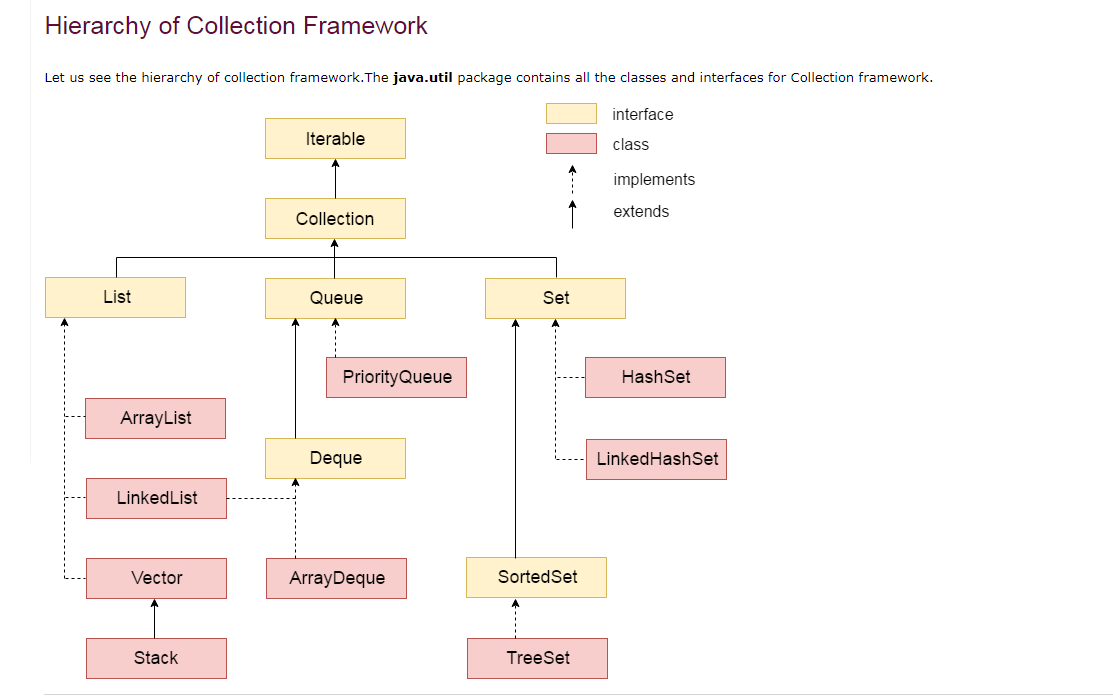 Hierarchy of Collection Framework
Let us see the hierarchy of collection framework.The java.util package contains all the classes and interfaces for Collection framework.
interface
class
implements
extends
Iterable
Collection
List
Queue
Set
PriorityQueue
HashSet
ArrayList
Deque
LinkedHashSet
LinkedList
Vector
ArrayDeque
SortedSet
Stack
TreeSet